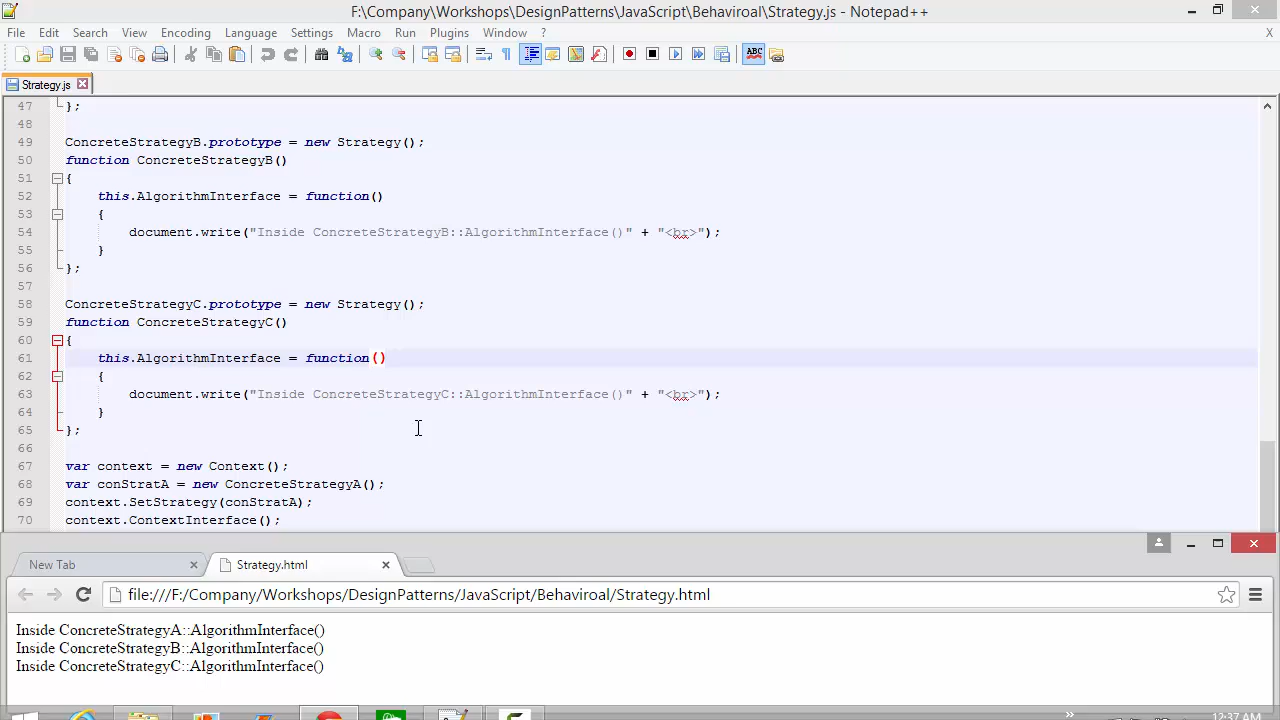 F:\Company\Workshops\DesignPatterns\JavaScript\Behaviroal\Strategy.js - Notepad++
File Edit Search View Encoding Language Settings Macro Run Plugins Window ? X
ABC
Strategy.js
47 };
48
49 ConcreteStrategyB.prototype = new Strategy();
50 function ConcreteStrategyB()
51 {
52 this.AlgorithmInterface = function()
53 {
54 document.write("Inside ConcreteStrategyB::AlgorithmInterface()" + "<br>");
55 }
56 };
57
58 ConcreteStrategyC.prototype = new Strategy();
59 function ConcreteStrategyC()
60 {
61 this.AlgorithmInterface = function()
62 {
63 document.write("Inside ConcreteStrategyC::AlgorithmInterface()" + "<br>");
64 }
65 };
66
67 var context = new Context();
68 var conStratA = new ConcreteStrategyA();
69 context.SetStrategy(conStratA);
70 context.ContextInterface();
New Tab Strategy.html
file:///F:/Company/Workshops/DesignPatterns/JavaScript/Behaviroal/Strategy.html
Inside ConcreteStrategyA::AlgorithmInterface()
Inside ConcreteStrategyB::AlgorithmInterface()
Inside ConcreteStrategyC::AlgorithmInterface()
12:37 AM